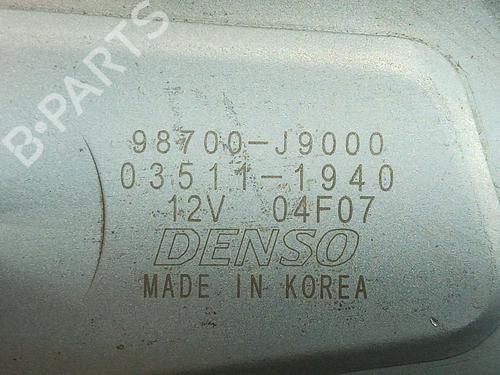 B-PARTS
98700-J9000
03511-1940
12V 04F07
DENSO
MADE IN KOREA